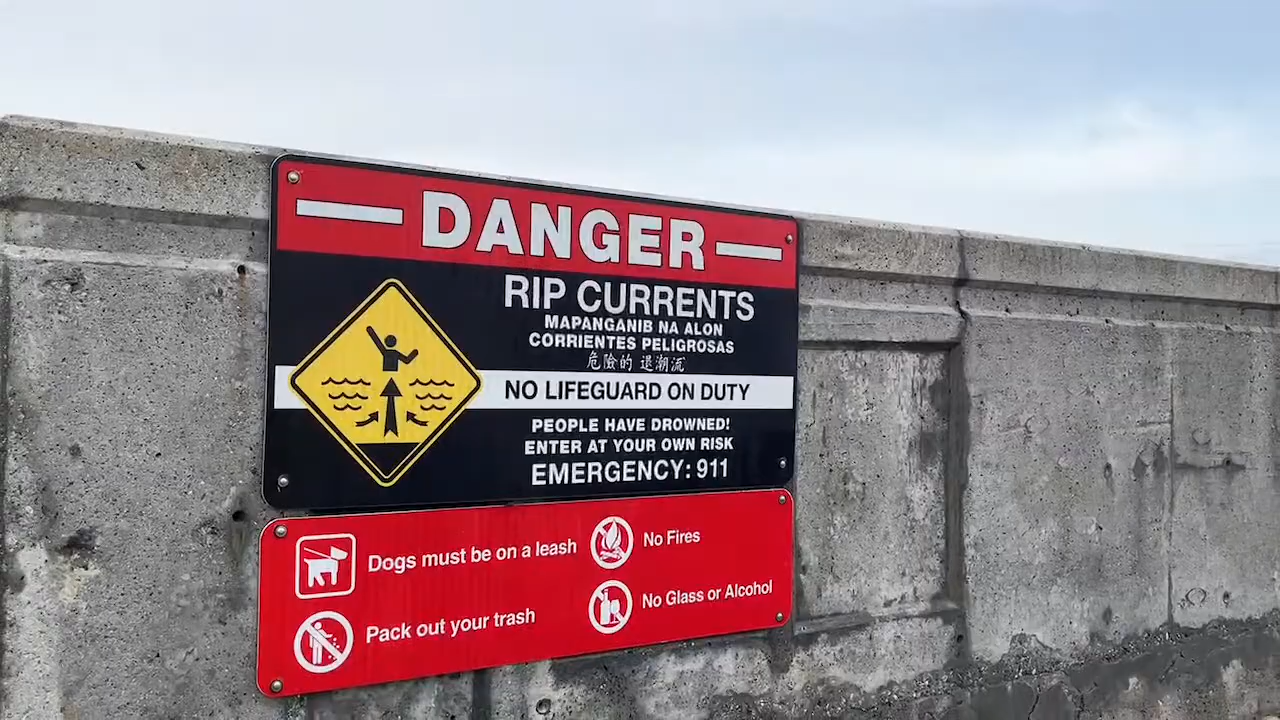 DANGER
RIP CURRENTS
MAPANGANIB NA ALON
CORRIENTES PELIGROSAS
危險的 退潮流
NO LIFEGUARD ON DUTY
PEOPLE HAVE DROWNED!
ENTER AT YOUR OWN RISK
EMERGENCY: 911
Dogs must be on a leash
No Fires
Pack out your trash
No Glass or Alcohol